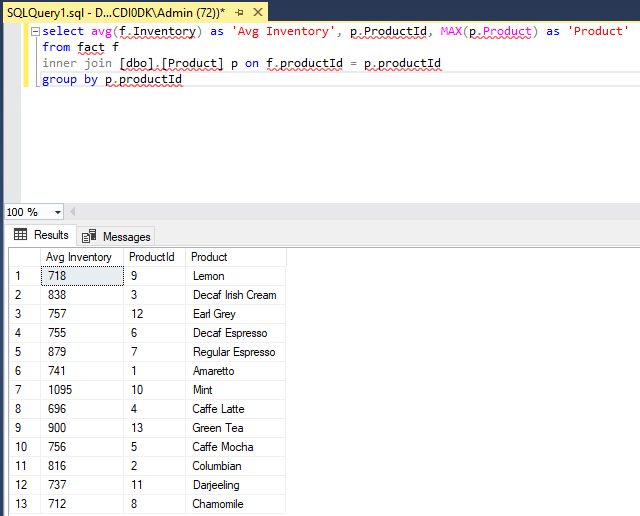 SQLQuery1.sql - D...CDI0DK\Admin (72))*
select avg(f.Inventory) as 'Avg Inventory', p.ProductId, MAX(p.Product) as 'Product'
from fact f
inner join [dbo].[Product] p on f.productId = p.productId
group by p.productId
100 %
Results Messages
Avg Inventory ProductId Product
1 718 9 Lemon
2 838 3 Decaf Irish Cream
3 757 12 Earl Grey
4 755 6 Decaf Espresso
5 879 7 Regular Espresso
6 741 1 Amaretto
7 1095 10 Mint
8 696 4 Caffe Latte
9 900 13 Green Tea
10 756 5 Caffe Mocha
11 816 2 Columbian
12 737 11 Darjeeling
13 712 8 Chamomile